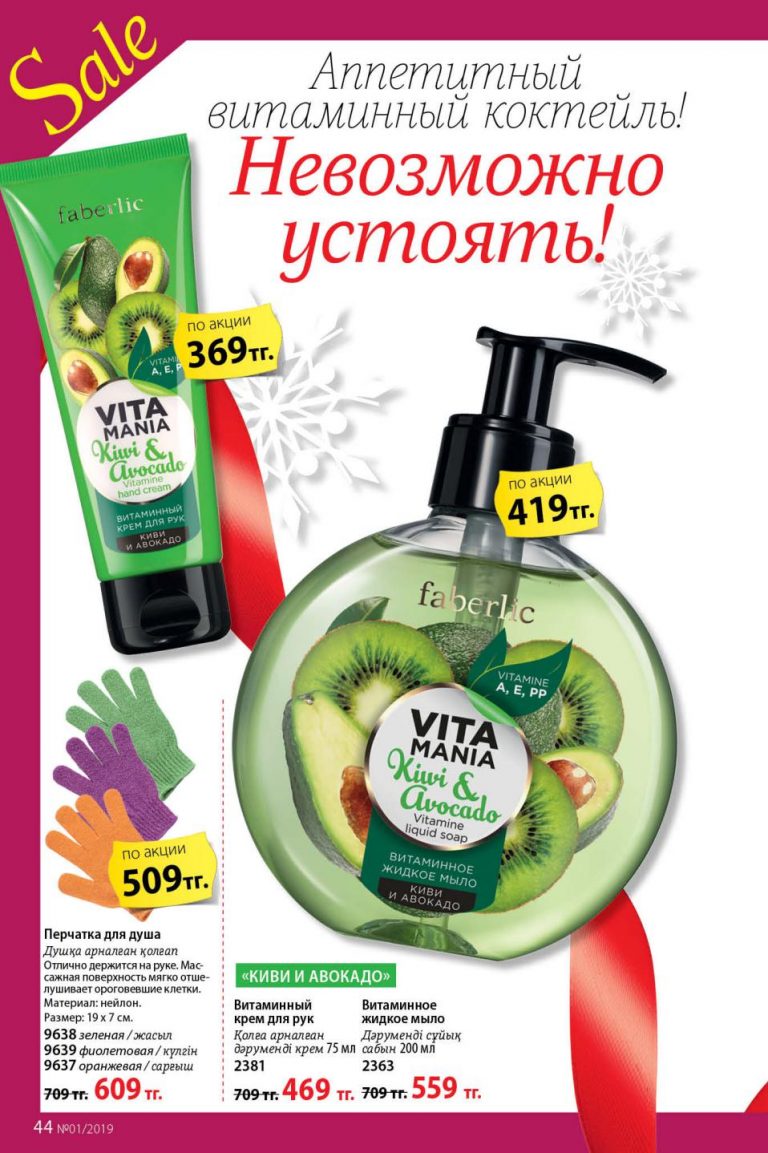 Sale
Аппетитный
витаминный коктейль!
Невозможно
устоять!
faberlic
по акции
369тг.
VITAMI
A, E, P
VITA
MANIA
Kiwi &
Avocado
Vitamine
hand cream
ВИТАМИННЫЙ
КРЕМ ДЛЯ РУК
КИВИ
И АВОКАДО
по акции
419тг.
faberlic
VITAMINE
A, E, PP
VITA
MANIA
Kiwi &
Avocado
Vitamine
liquid soap
ВИТАМИННОЕ
ЖИДКОЕ МЫЛО
КИВИ
И АВОКАДО
по акции
509тг.
Перчатка для душа
Душқа арналған қолғап
Отлично держится на руке. Мас-
сажная поверхность мягко отше-
лушивает ороговевшие клетки.
Материал: нейлон.
Размер: 19 x 7 см.
9638 зеленая / жасыл
9639 фиолетовая / күлгін
9637 оранжевая / сарғыш
709 тг. 609 тг.
«КИВИ И АВОКАДО»
Витаминный
крем для рук
Қолға арналған
дәруменді крем 75 мл
2381
709 тг. 469 тг.
Витаминное
жидкое мыло
Дәруменді сұйық
сабын 200 мл
2363
709 тг. 559 тг.
44 №01/2019